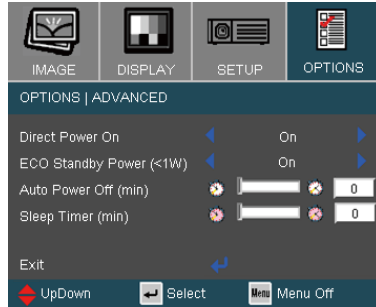 IMAGE DISPLAY SETUP OPTIONS
OPTIONS | ADVANCED
Direct Power On On
ECO Standby Power (<1W) On
Auto Power Off (min) 0
Sleep Timer (min) 0
Exit
UpDown Select Menu Menu Off